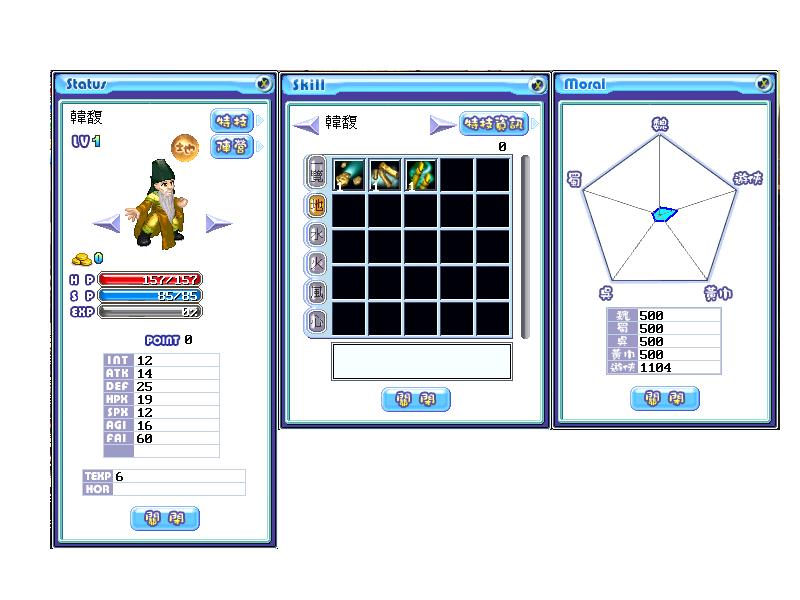 Status
韓馥
LV 1
地
特技
陣營
0
HP 157/157
SP 85/85
EXP 0%
POINT 0
INT 12
ATK 14
DEF 25
HPX 19
SPX 12
AGI 16
FAI 60
TEXP 6
HOR
關閉
Skill
韓馥
特技資訊
0
一覽
地
水
火
風
心
1
1
1
關閉
Moral
魏
蜀
遊俠
吳
黃巾
魏 500
蜀 500
吳 500
黃巾 500
遊俠 1104
關閉